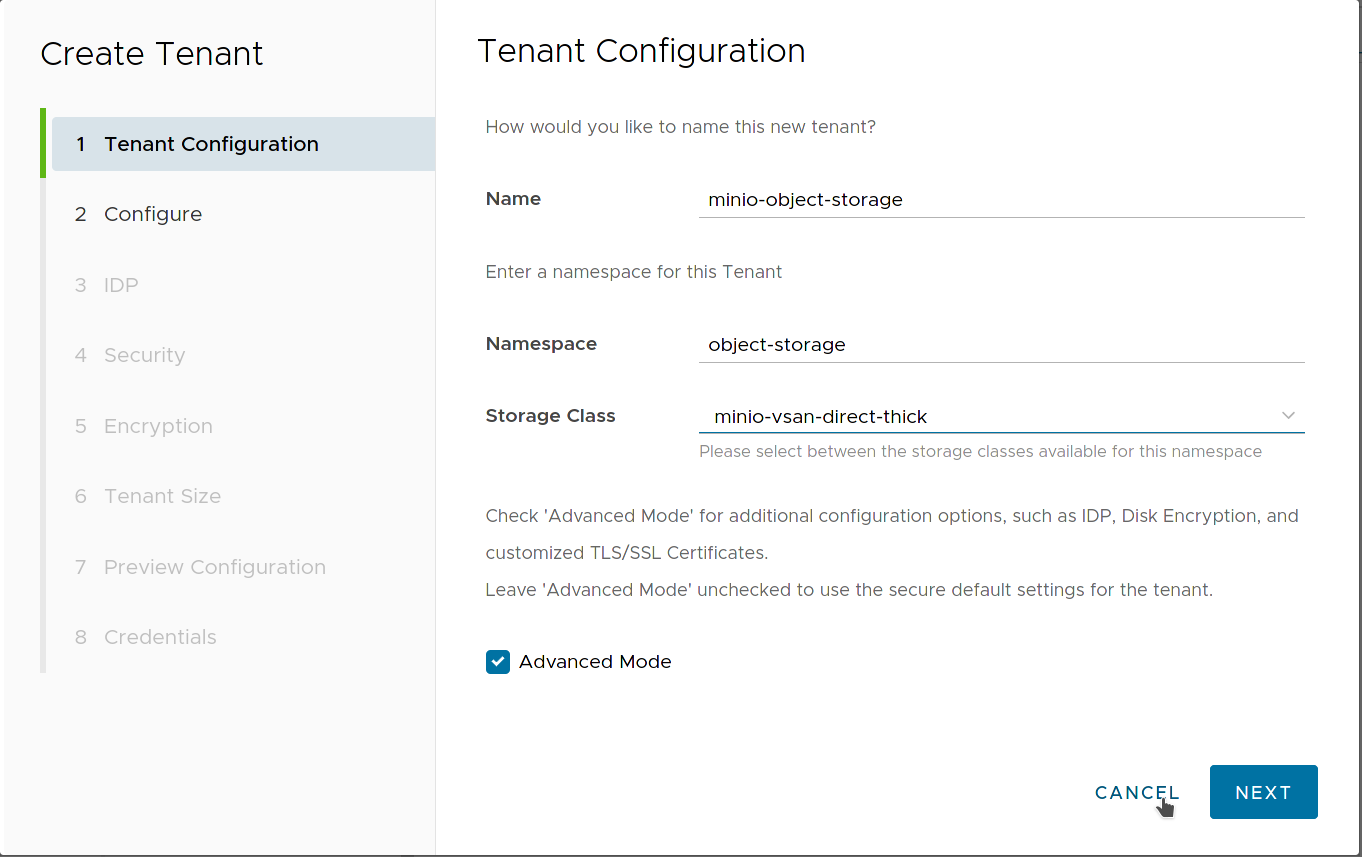 Create Tenant
1 Tenant Configuration
2 Configure
3 IDP
4 Security
5 Encryption
6 Tenant Size
7 Preview Configuration
8 Credentials
Tenant Configuration
How would you like to name this new tenant?
Name minio-object-storage
Enter a namespace for this Tenant
Namespace object-storage
Storage Class minio-vsan-direct-thick
Please select between the storage classes available for this namespace
Check 'Advanced Mode' for additional configuration options, such as IDP, Disk Encryption, and
customized TLS/SSL Certificates.
Leave 'Advanced Mode' unchecked to use the secure default settings for the tenant.
Advanced Mode
CANCEL NEXT